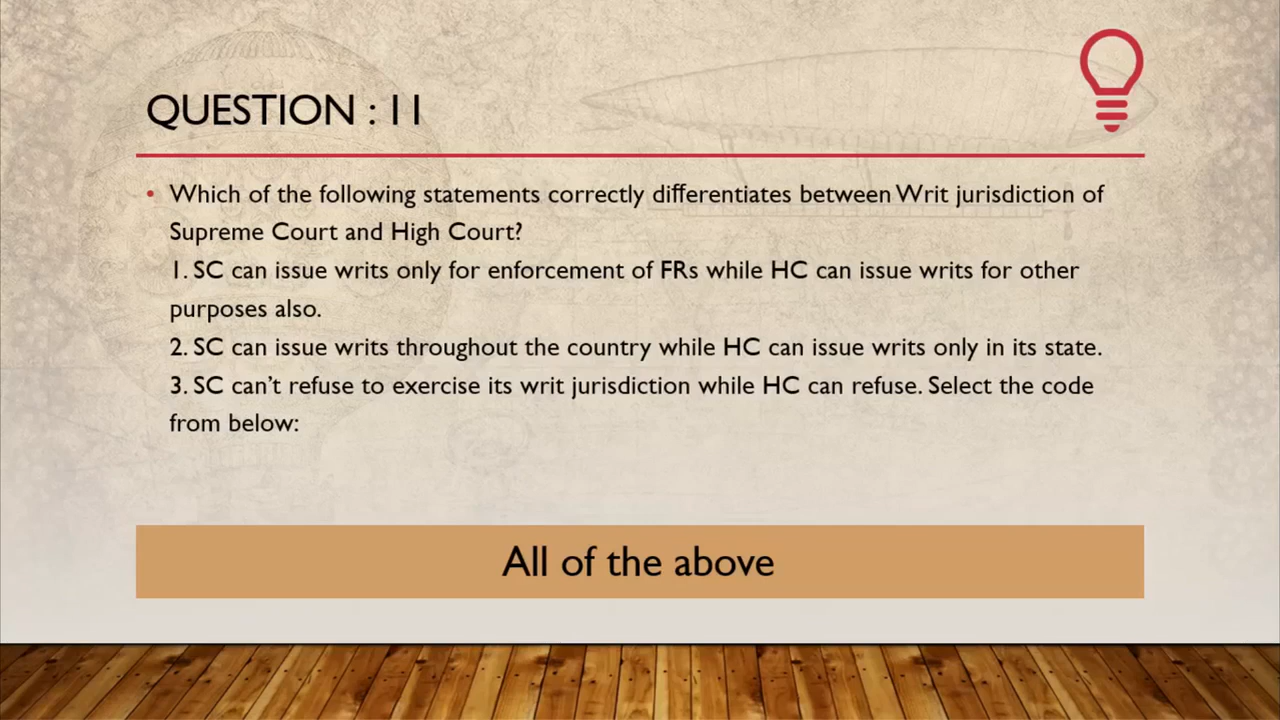 QUESTION : 11
• Which of the following statements correctly differentiates between Writ jurisdiction of
Supreme Court and High Court?
1. SC can issue writs only for enforcement of FRs while HC can issue writs for other
purposes also.
2. SC can issue writs throughout the country while HC can issue writs only in its state.
3. SC can’t refuse to exercise its writ jurisdiction while HC can refuse. Select the code
from below:
All of the above